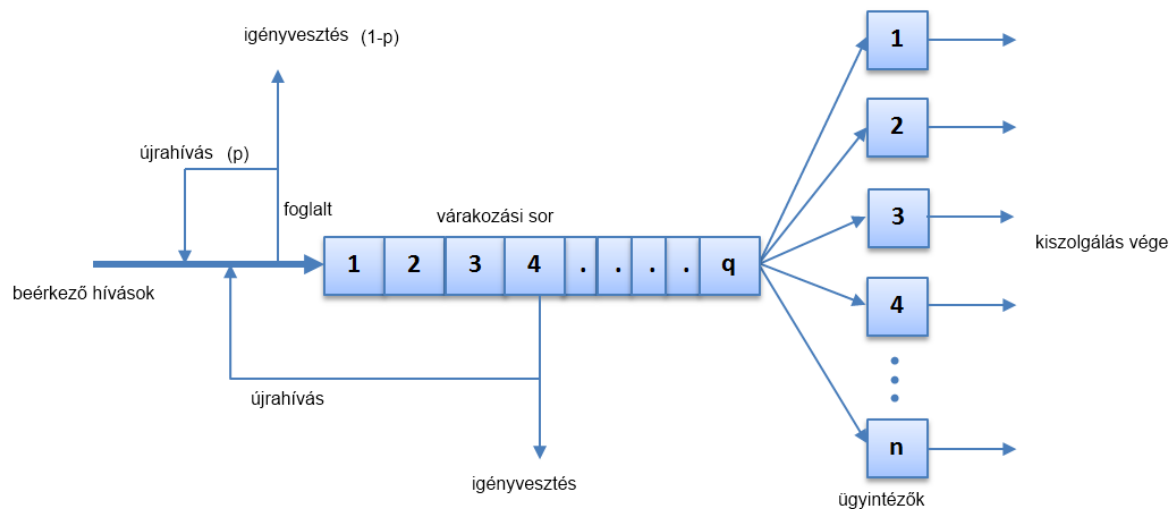 igényvesztés (1-p)
újrahívás (p)
foglalt
várakozási sor
beérkező hívások
1 2 3 4 . . . . q
újrahívás
igényvesztés
1
2
3
4
n
ügyintézők
kiszolgálás vége